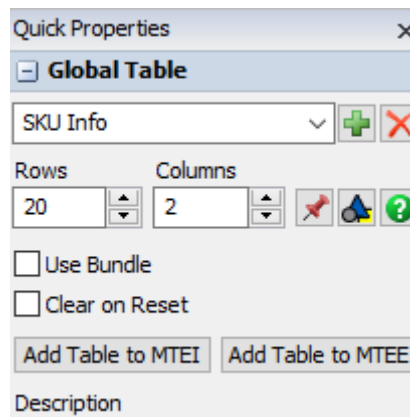 Quick Properties
Global Table
SKU Info
Rows Columns
20 2
Use Bundle
Clear on Reset
Add Table to MTEI Add Table to MTEE
Description